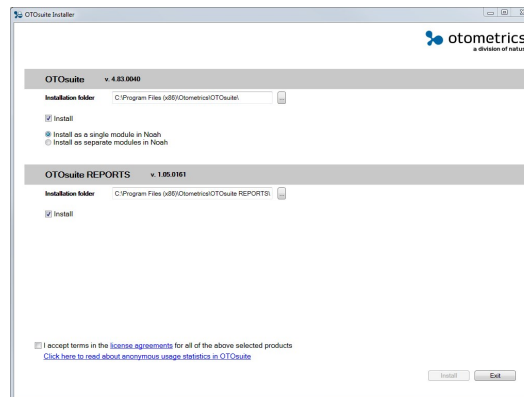 OTOsuite Installer
otometrics
a division of natus
OTOsuite v. 4.83.0040
Installation folder C:\Program Files (x86)\Otometrics\OTOsuite\ ...
Install
Install as a single module in Noah
Install as separate modules in Noah
OTOsuite REPORTS v. 1.05.0161
Installation folder C:\Program Files (x86)\Otometrics\OTOsuite REPORTS\ ...
Install
I accept terms in the license agreements for all of the above selected products
Click here to read about anonymous usage statistics in OTOsuite
Install Exit